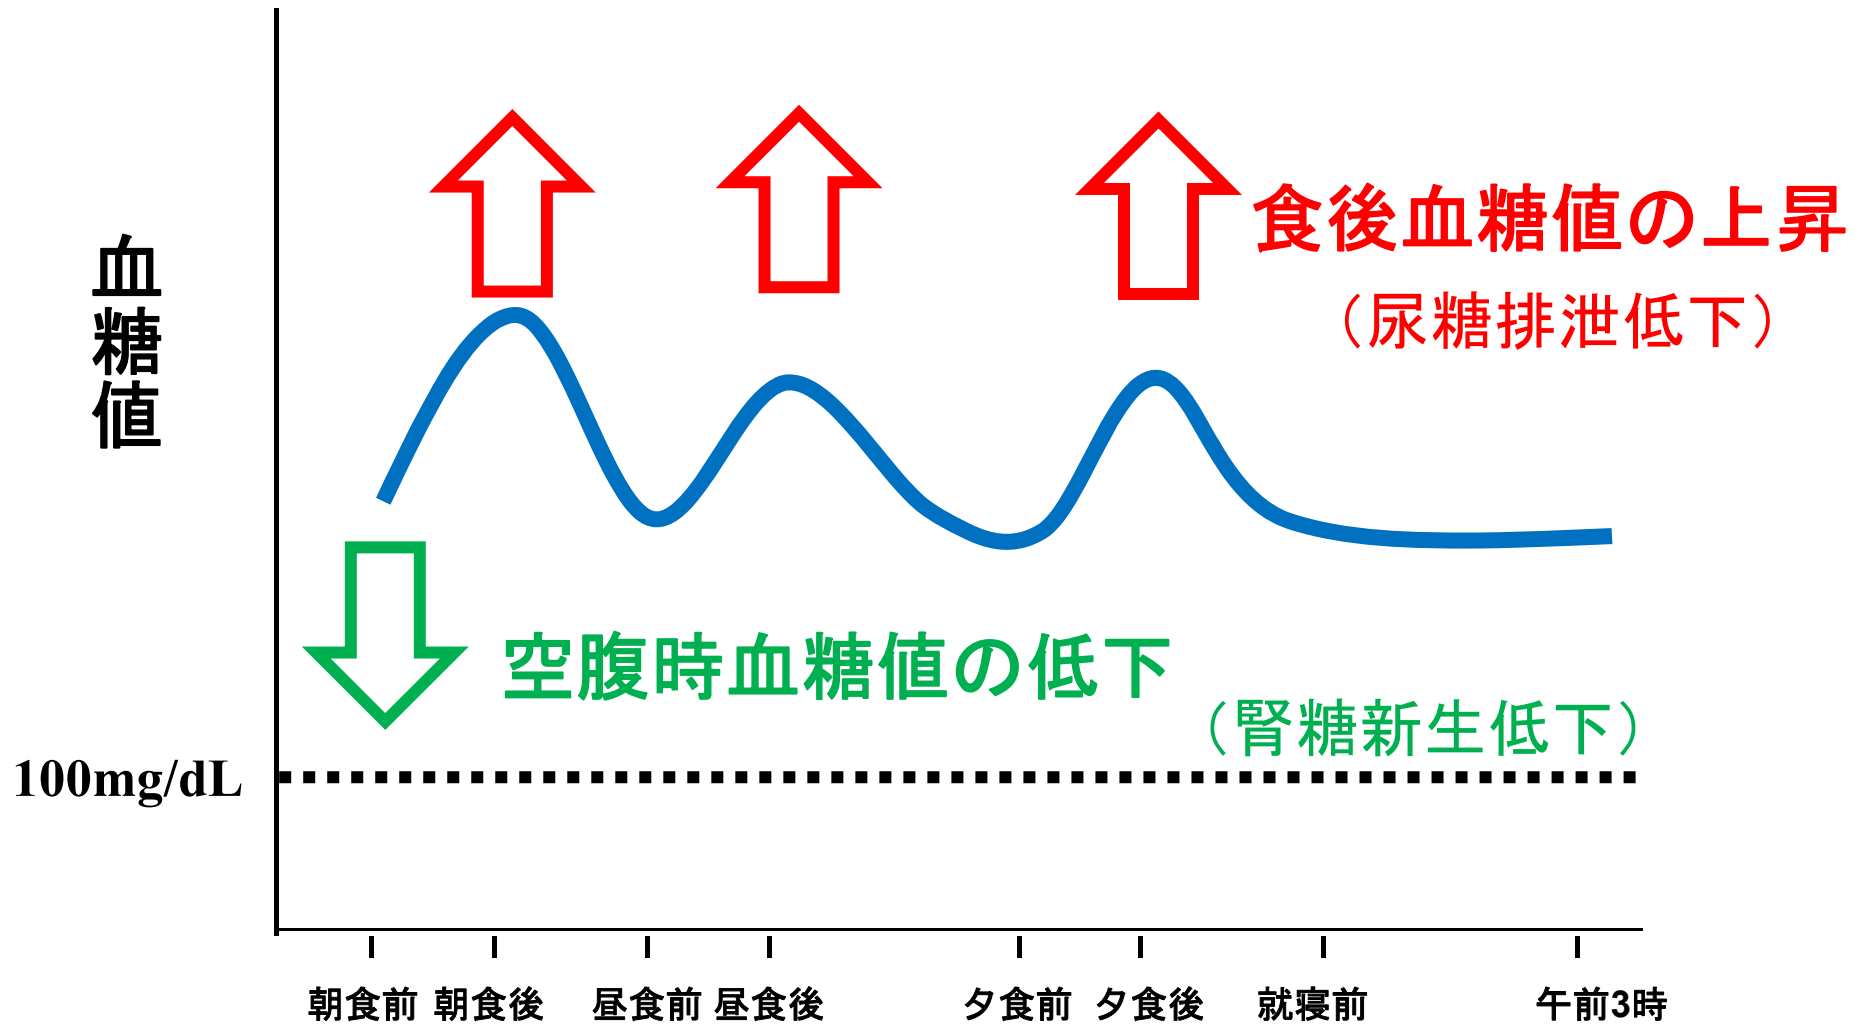 血糖値
食後血糖値の上昇
（尿糖排泄低下）
空腹時血糖値の低下
（腎糖新生低下）
100mg/dL
朝食前 朝食後 昼食前 昼食後 夕食前 夕食後 就寝前 午前3時